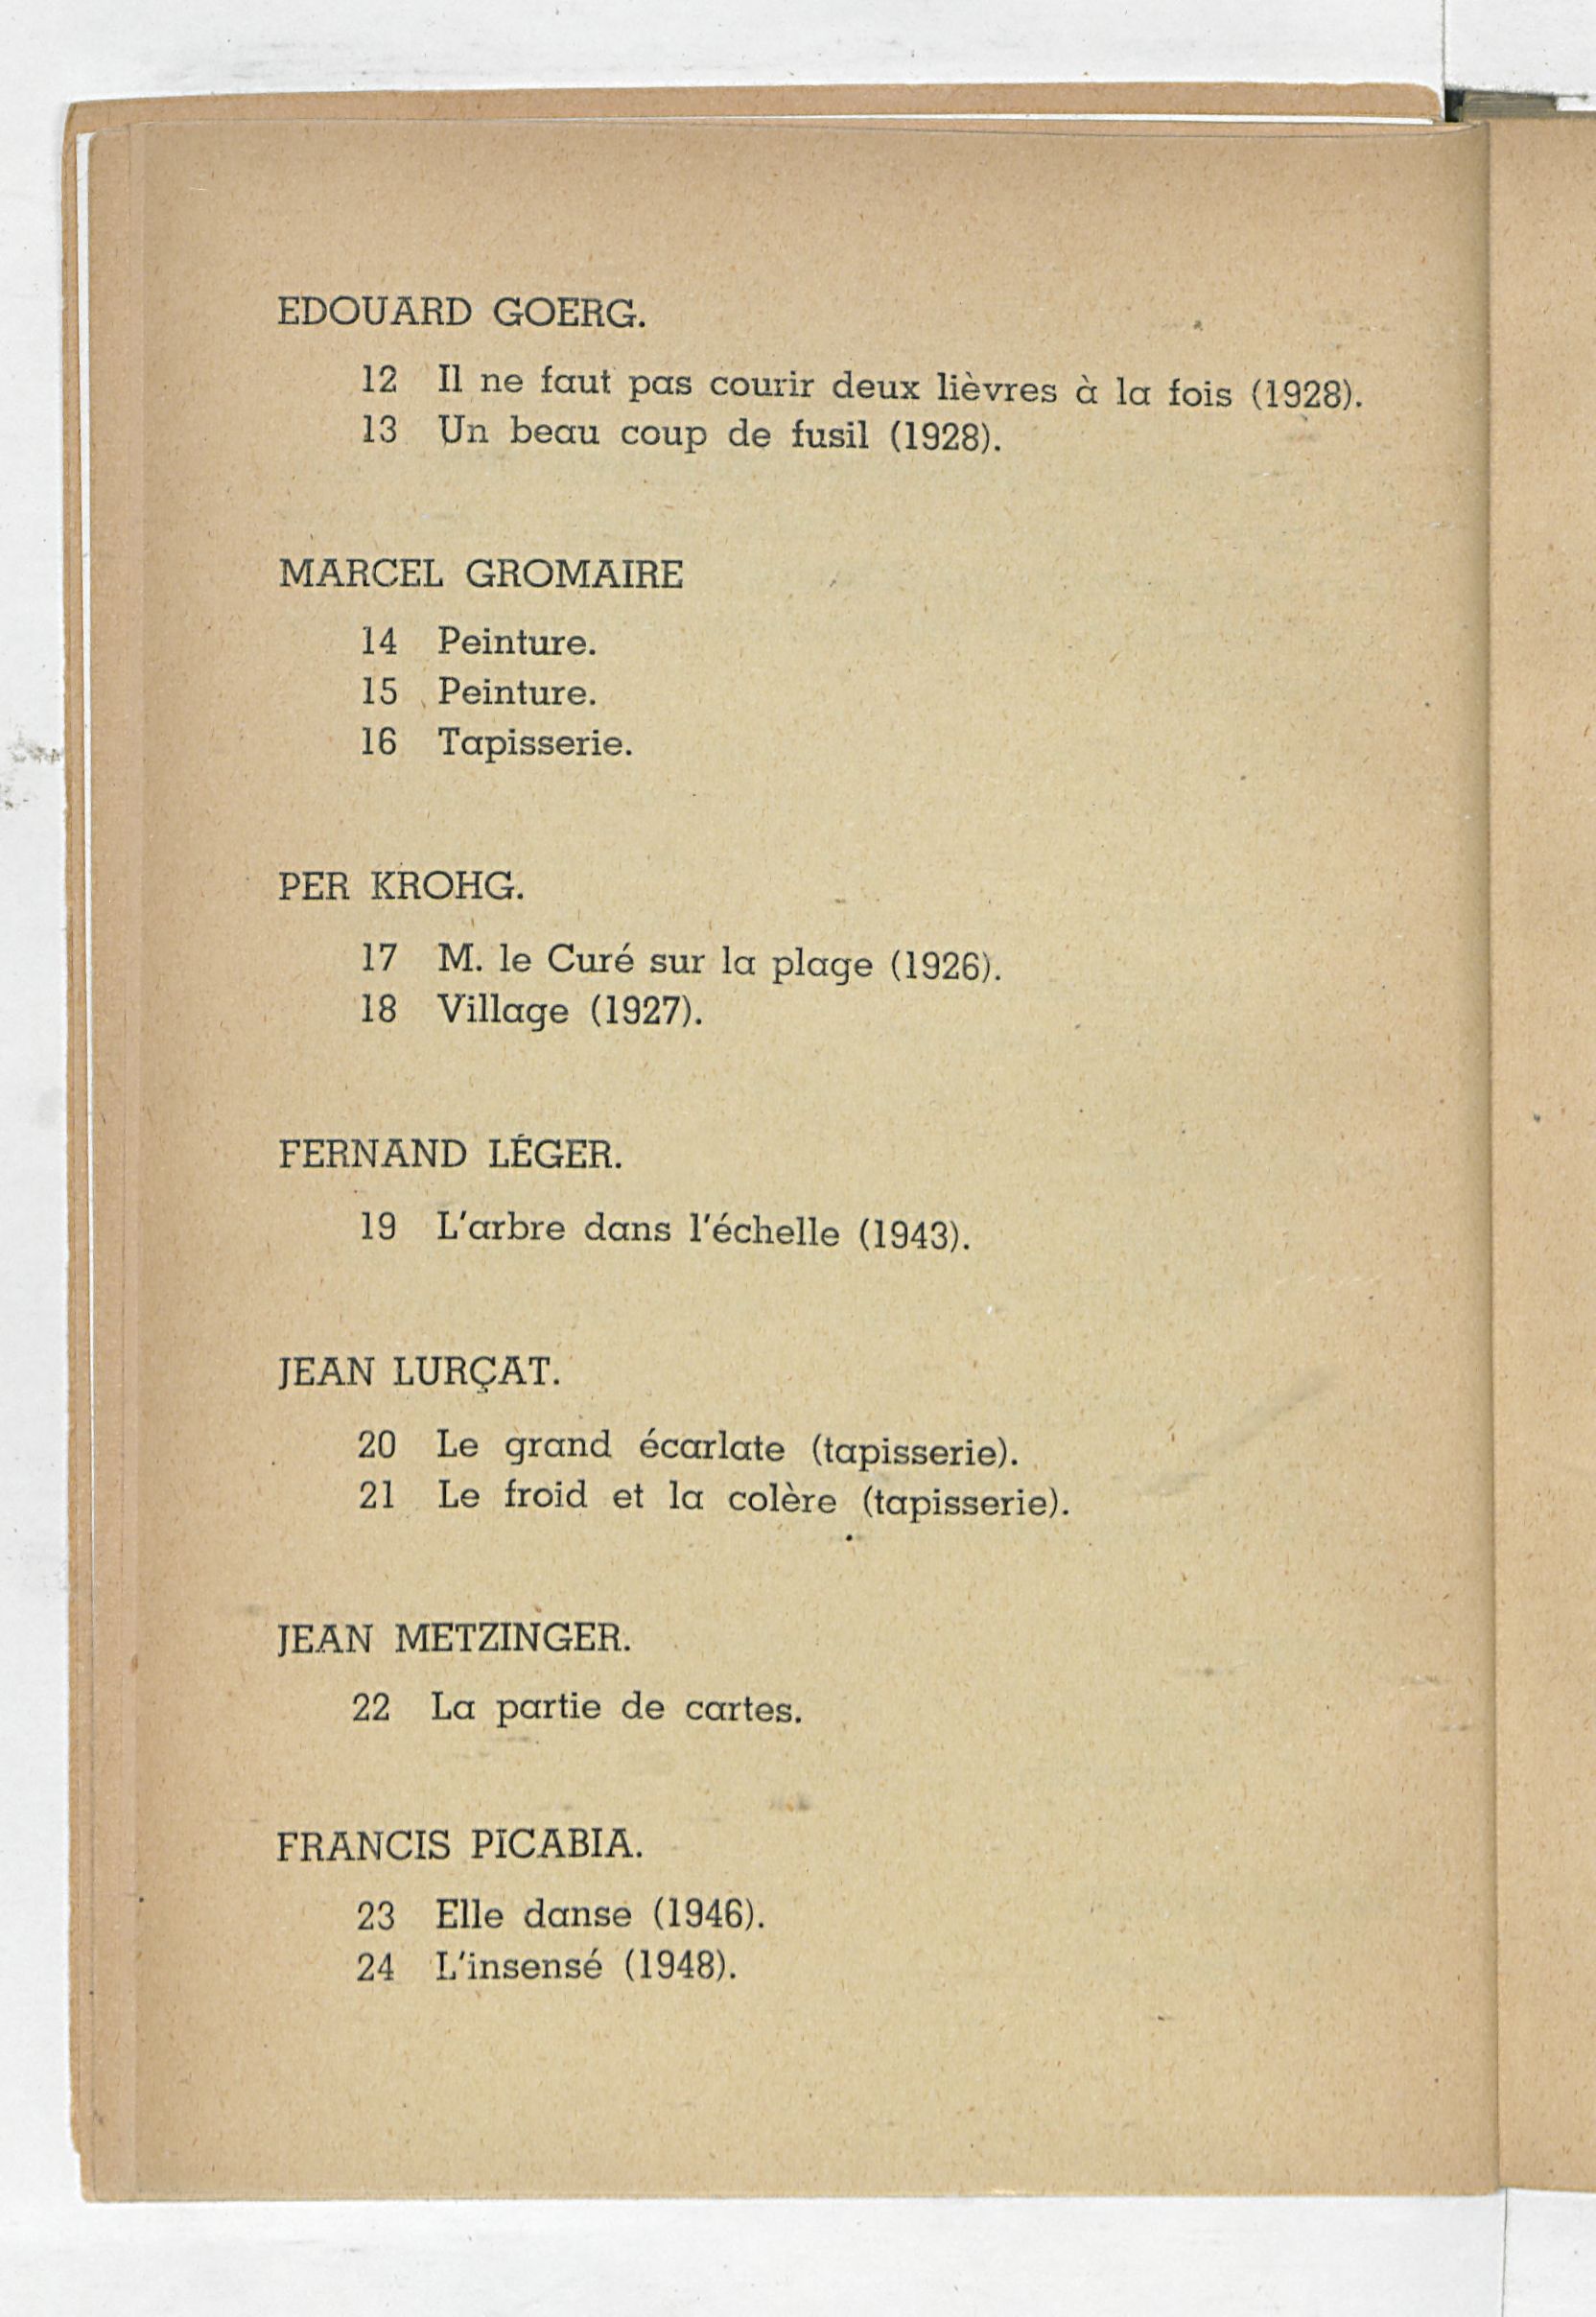 EDOUARD GOERG.
12 Il ne faut pas courir deux lièvres à la fois (1928).
13 Un beau coup de fusil (1928).
MARCEL GROMAIRE
14 Peinture.
15 Peinture.
16 Tapisserie.
PER KROHG.
17 M. le Curé sur la plage (1926).
18 Village (1927).
FERNAND LÉGER.
19 L'arbre dans l'échelle (1943).
JEAN LURÇAT.
20 Le grand écarlate (tapisserie).
21 Le froid et la colère (tapisserie).
JEAN METZINGER.
22 La partie de cartes.
FRANCIS PICABIA.
23 Elle danse (1946).
24 L'insensé (1948).